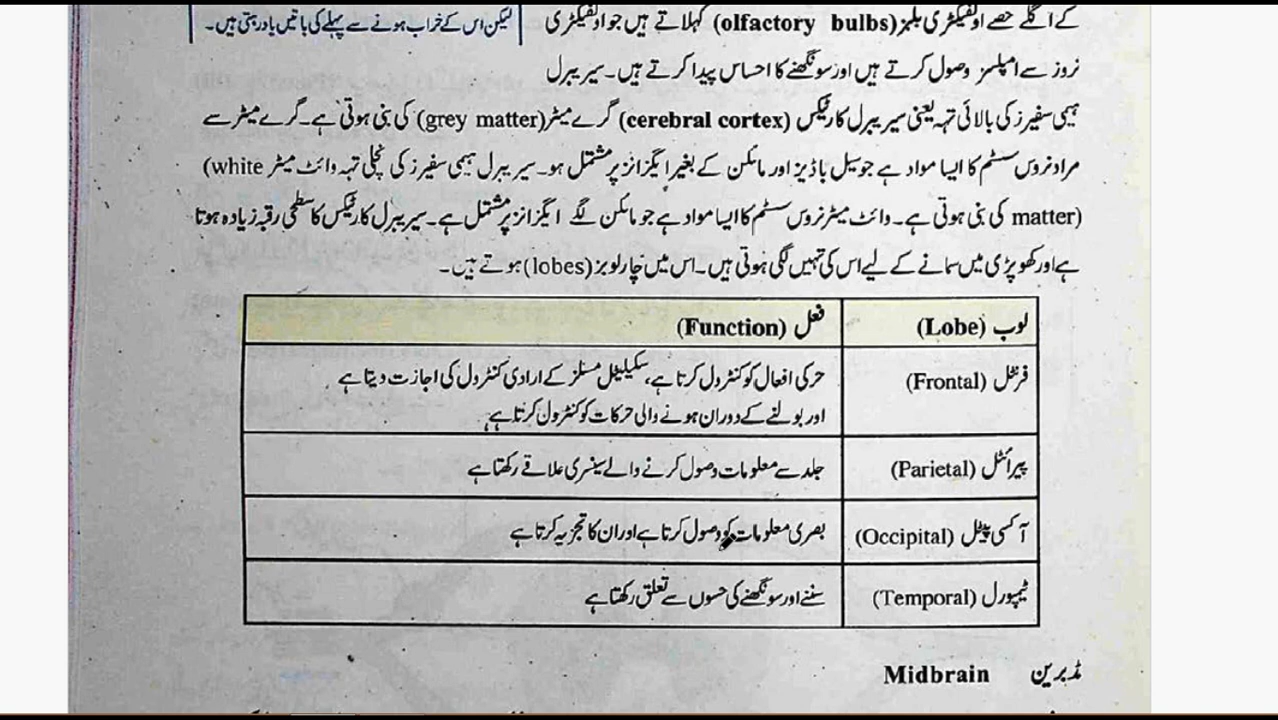 کے اگلے حصے اولفیکٹری بلبز (olfactory bulbs) کہلاتے ہیں جو اولفیکٹری
لیکن اس کے خراب ہونے سے پہلے کی باتیں یاد رہتی ہیں۔
نروز سے امپلسز وصول کرتے ہیں اور سونگھنے کا احساس پیدا کرتے ہیں۔ سیریبرل
ہیمی سفیرز کی بالائی تہہ یعنی سیریبرل کارٹیکس (cerebral cortex) گرے میٹر (grey matter) کی بنی ہوتی ہے۔ گرے میٹر سے
مراد نروس سسٹم کا ایسا مواد ہے جو سیل باڈیز اور مائلن کے بغیر ایگزانز پر مشتمل ہو۔ سیریبرل ہیمی سفیرز کی نچلی تہہ وائٹ میٹر (white
matter) کی بنی ہوتی ہے۔ وائٹ میٹر نروس سسٹم کا ایسا مواد ہے جو مائلن لگے ایگزانز پر مشتمل ہے۔ سیریبرل کارٹیکس کا سطحی رقبہ زیادہ ہوتا
ہے اور کھوپڑی میں سمانے کے لیے اس کی تہیں لگی ہوتی ہیں۔ اس میں چار لوبز (lobes) ہوتے ہیں۔
لوب (Lobe) فعل (Function)
فرنٹل (Frontal) حرکی افعال کو کنٹرول کرتا ہے، سکیلیٹل مسلز کے ارادی کنٹرول کی اجازت دیتا ہے
اور بولنے کے دوران ہونے والی حرکات کو کنٹرول کرتا ہے
پیرائٹل (Parietal) جلد سے معلومات وصول کرنے والے سینسری علاقے رکھتا ہے
آکسی پیٹل (Occipital) بصری معلومات کو وصول کرتا ہے اور ان کا تجزیہ کرتا ہے
ٹیمپورل (Temporal) سننے اور سونگھنے کی حسوں سے تعلق رکھتا ہے
مڈبرین Midbrain